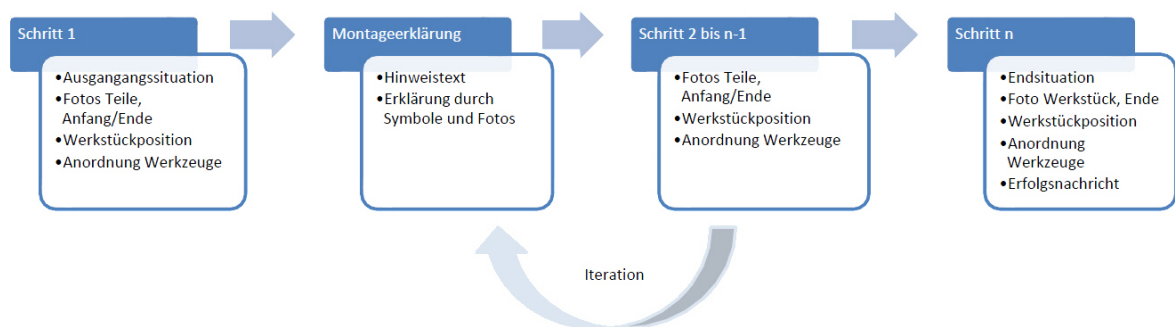 Schritt 1
•Ausgangangssituation
•Fotos Teile,
Anfang/Ende
•Werkstückposition
•Anordnung Werkzeuge
Montageerklärung
•Hinweistext
•Erklärung durch
Symbole und Fotos
Schritt 2 bis n-1
•Fotos Teile,
Anfang/Ende
•Werkstückposition
•Anordnung Werkzeuge
Schritt n
•Endsituation
•Foto Werkstück, Ende
•Werkstückposition
•Anordnung
Werkzeuge
•Erfolgsnachricht
Iteration